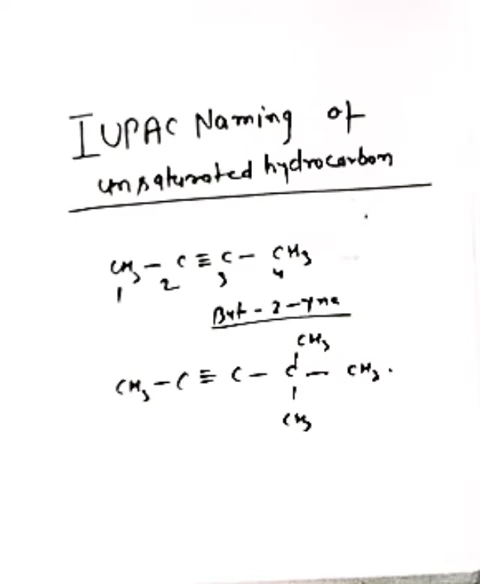 IUPAC Naming of
unsaturated hydrocarbon
CH3 - C ≡ C - CH3
1 2 3 4
But-2-yne
CH3
CH3 - C ≡ C - C - CH3.
CH3